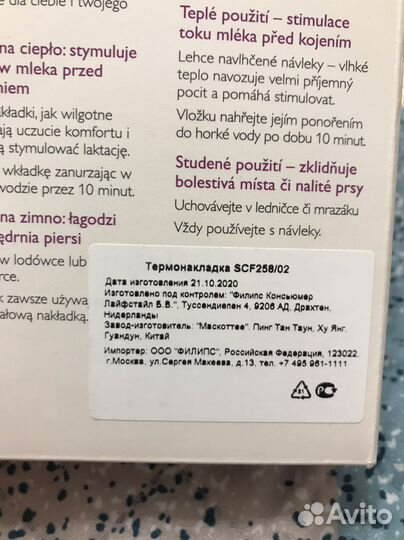 dle ciebie i twojego
na ciepło: stymuluje
w mleka przed
niem
kładki, jak wilgotne
ają uczucie komfortu i
ą stymulować laktację.
wkładkę zanurzając w
wodzie przez 10 minut.
na zimno: łagodzi
ędrnia piersi
w lodówce lub
rce.
k zawsze używa
iałową nakładką.
Teplé použití – stimulace
toku mléka před kojením
Lehce navlhčené návleky – vlhké
teplo navozuje velmi příjemný
pocit a pomáhá stimulovat.
Vložku nahřejte jejím ponořením
do horké vody po dobu 10 minut.
Studené použití – zklidňuje
bolestivá místa či nalité prsy
Uchovávejte v ledničce či mrazáku
Vždy používejte s návleky.
Термонакладка SCF258/02
Дата изготовления 21.10.2020
Изготовлено под контролем: "Филипс Консьюмер
Лайфстайл Б.В.", Туссендиепен 4, 9206 АД, Драхтен,
Нидерланды
Завод-изготовитель: "Маскоттее". Пинг Тан Таун, Ху Янг,
Гуандун, Китай
Импортер: ООО "ФИЛИПС", Российская Федерация, 123022,
г.Москва, ул.Сергея Макеева, д.13, тел. +7 495 961-1111
Avito